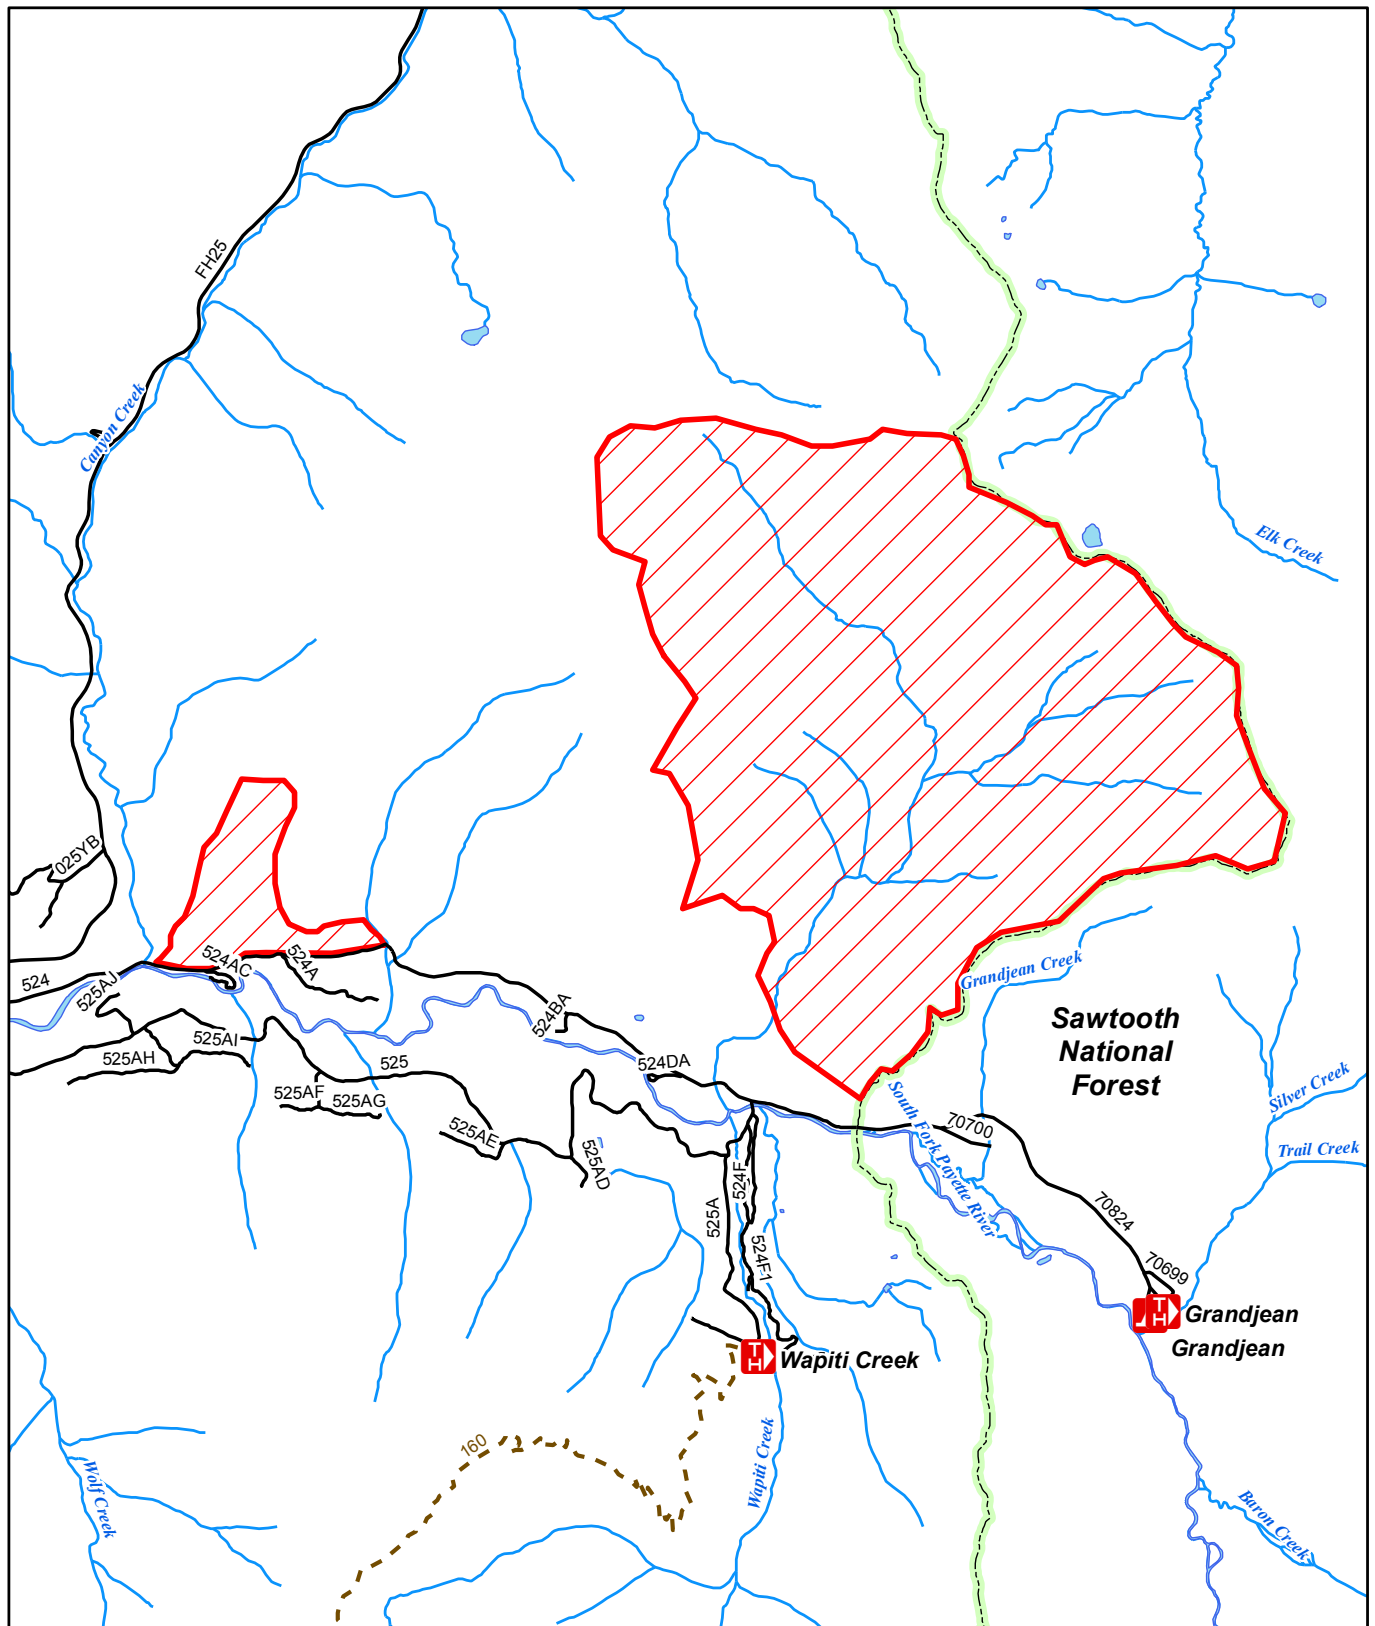 FH25
Canyon Creek
Elk Creek
025YB
524
525AJ
524AC
524A
Grandjean Creek
Sawtooth
National
Forest
524BA
525AI
525AH
525
524DA
525AF
525AG
525AE
525AD
South Fork Payette River
70700
Silver Creek
Trail Creek
524F
525A
524F1
70824
70699
TH
Grandjean
Grandjean
TH
Wapiti Creek
160
Wapiti Creek
Wolf Creek
Baron Creek